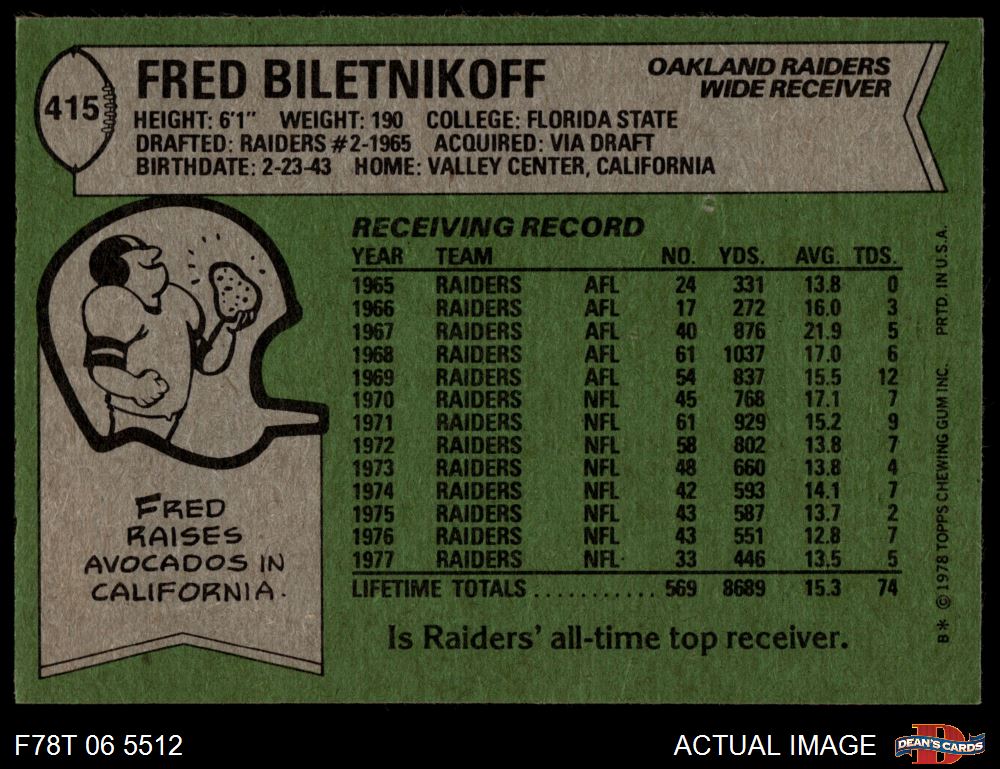 415
FRED BILETNIKOFF
OAKLAND RAIDERS
WIDE RECEIVER
HEIGHT: 6'1" WEIGHT: 190 COLLEGE: FLORIDA STATE
DRAFTED: RAIDERS #2-1965 ACQUIRED: VIA DRAFT
BIRTHDATE: 2-23-43 HOME: VALLEY CENTER, CALIFORNIA
RECEIVING RECORD
YEAR TEAM NO. YDS. AVG. TDS.
1965 RAIDERS AFL 24 331 13.8 0
1966 RAIDERS AFL 17 272 16.0 3
1967 RAIDERS AFL 40 876 21.9 5
1968 RAIDERS AFL 61 1037 17.0 6
1969 RAIDERS AFL 54 837 15.5 12
1970 RAIDERS NFL 45 768 17.1 7
1971 RAIDERS NFL 61 929 15.2 9
1972 RAIDERS NFL 58 802 13.8 7
1973 RAIDERS NFL 48 660 13.8 4
1974 RAIDERS NFL 42 593 14.1 7
1975 RAIDERS NFL 43 587 13.7 2
1976 RAIDERS NFL 43 551 12.8 7
1977 RAIDERS NFL 33 446 13.5 5
LIFETIME TOTALS ........... 569 8689 15.3 74
Is Raiders' all-time top receiver.
FRED
RAISES
AVOCADOS IN
CALIFORNIA.
B* © 1978 TOPPS CHEWING GUM INC. PRTD. IN U.S.A.
F78T 06 5512
ACTUAL IMAGE
D
DEAN'S CARDS